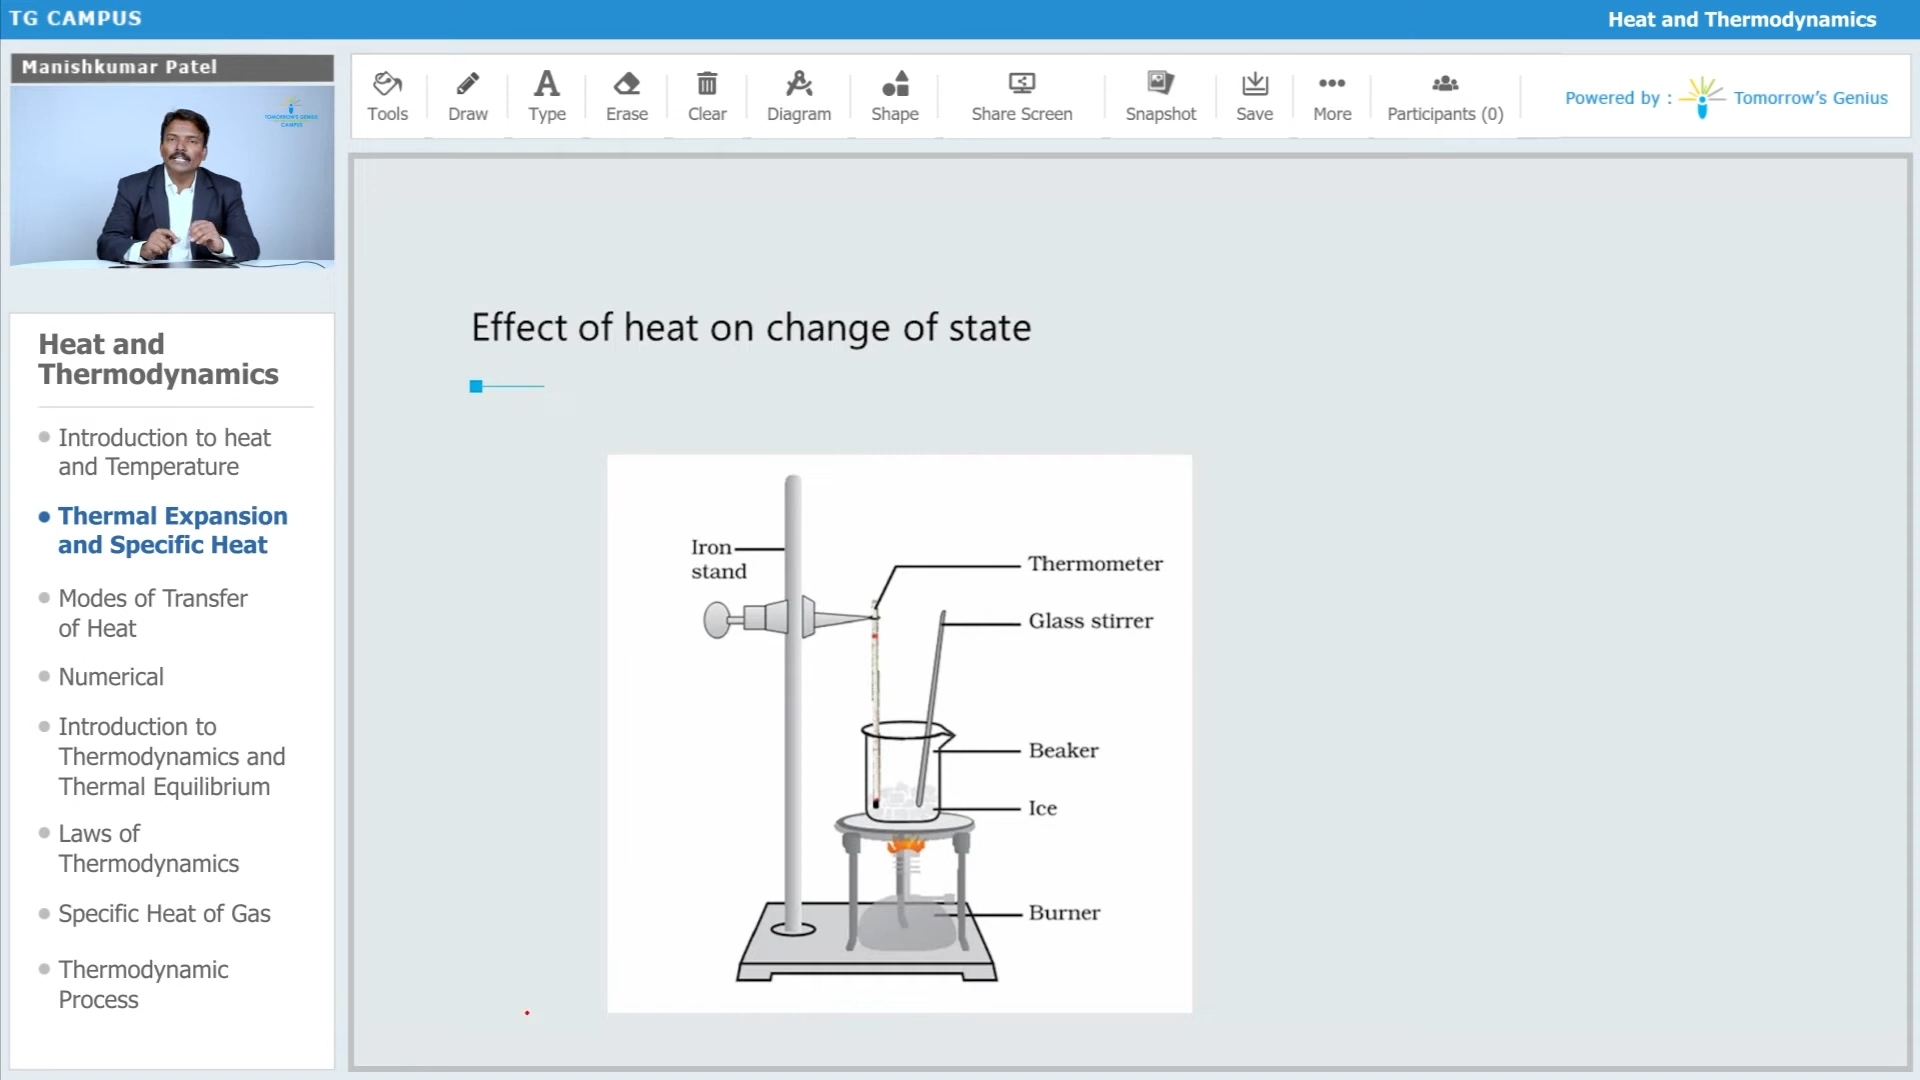 TG CAMPUS
Heat and Thermodynamics
Manishkumar Patel
TOMORROW'S GENIUS
CAMPUS
Tools
Draw
Type
Erase
Clear
Diagram
Shape
Share Screen
Snapshot
Save
More
Participants (0)
Powered by :
Tomorrow's Genius
Heat and
Thermodynamics
Introduction to heat
and Temperature
Thermal Expansion
and Specific Heat
Modes of Transfer
of Heat
Numerical
Introduction to
Thermodynamics and
Thermal Equilibrium
Laws of
Thermodynamics
Specific Heat of Gas
Thermodynamic
Process
Effect of heat on change of state
Iron
stand
Thermometer
Glass stirrer
Beaker
Ice
Burner